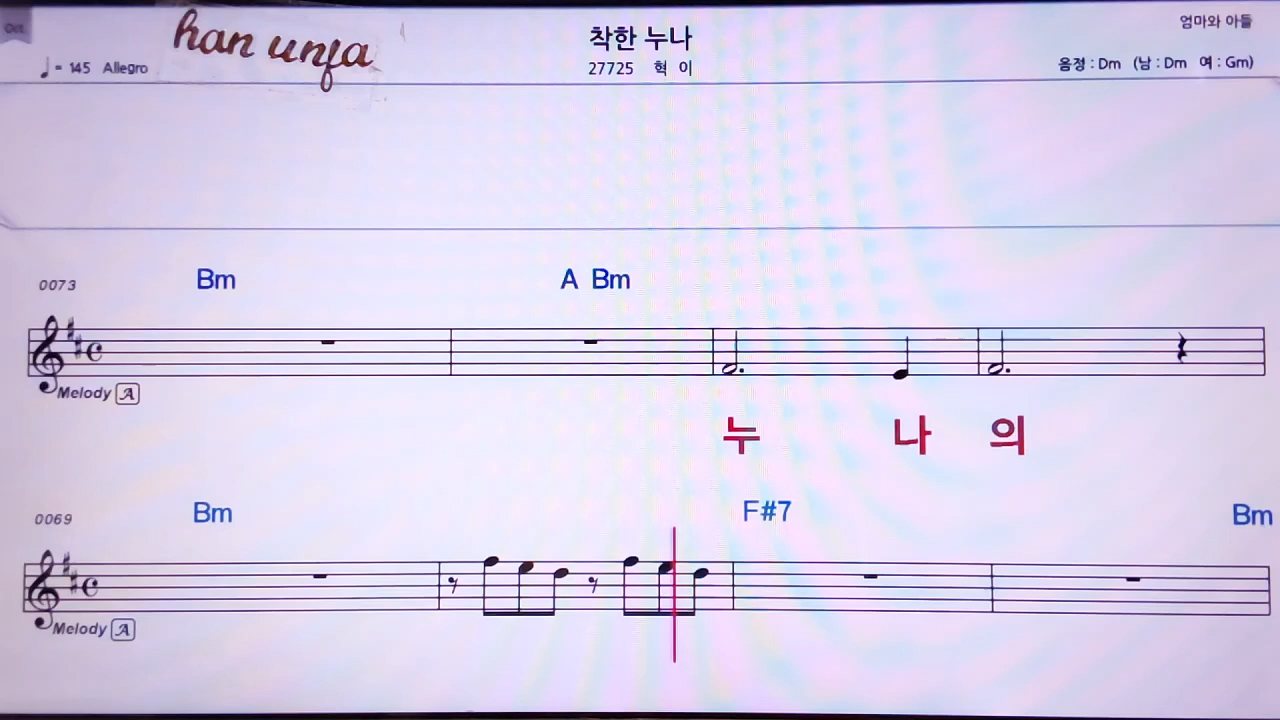 han unfa
착한 누나
엄마와 아들
♩= 145 Allegro
27725 혁 이
음정 : Dm (남 : Dm 여 : Gm)
0073
Bm
A Bm
Melody A
누 나 의
0069
Bm
F#7
Bm
Melody A